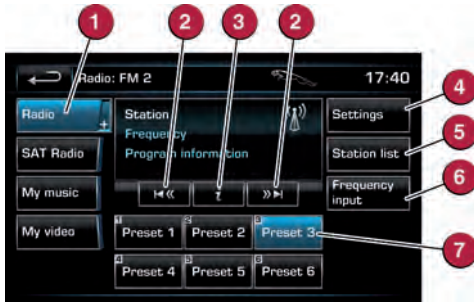 1 2 3 2
Radio: FM 2 17:40
4
Radio
+
Station
Frequency
Program information
Settings
5
SAT Radio
Station list
6
My music
Frequency
input
My video
1 Preset 1
2 Preset 2
3 Preset 3
7
4 Preset 4
5 Preset 5
6 Preset 6